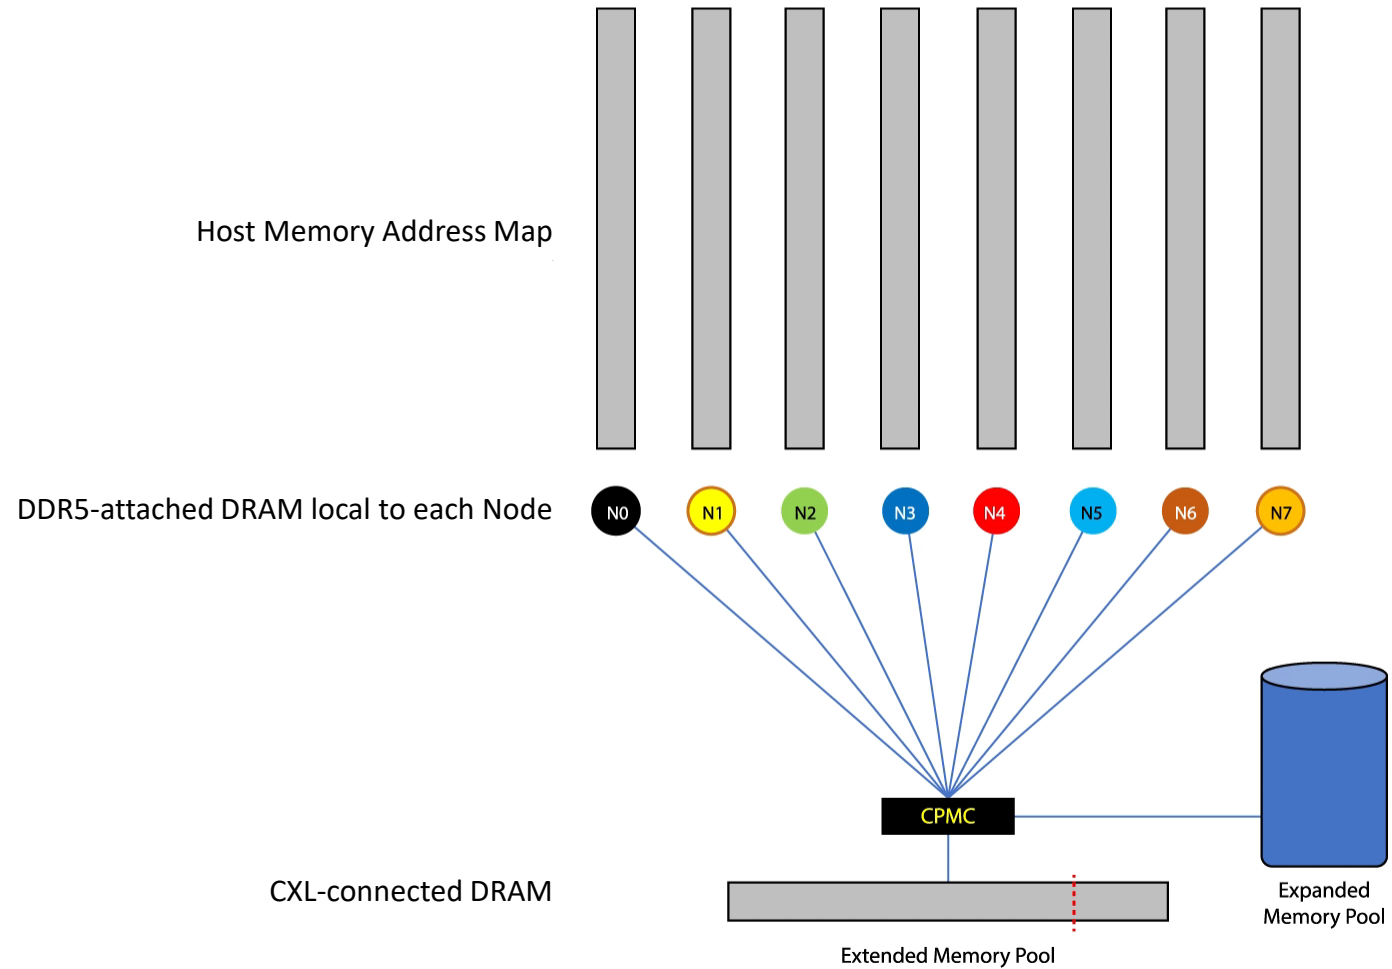 Host Memory Address Map
DDR5-attached DRAM local to each Node
N0
N1
N2
N3
N4
N5
N6
N7
CPMC
CXL-connected DRAM
Expanded
Memory Pool
Extended Memory Pool